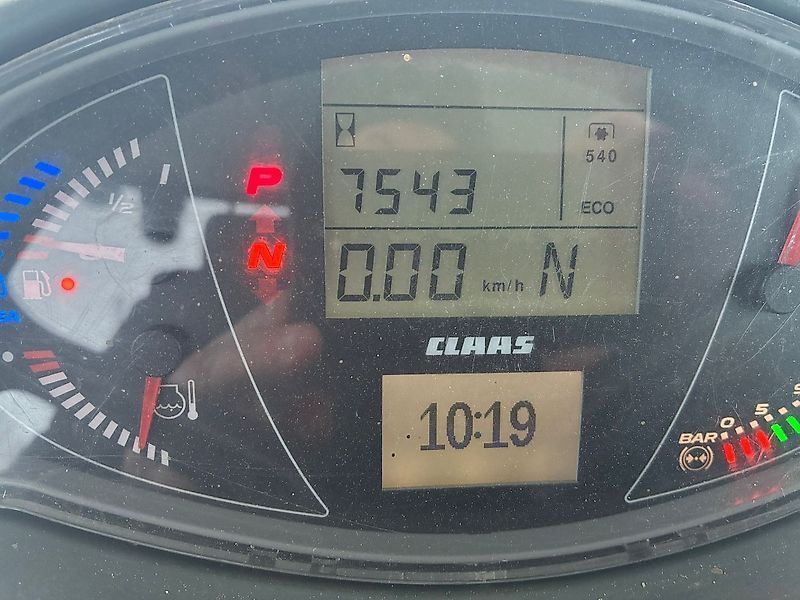 1/2
P
N
540
7543
ECO
0.00 km/h N
CLAAS
10:19
0 5
BAR